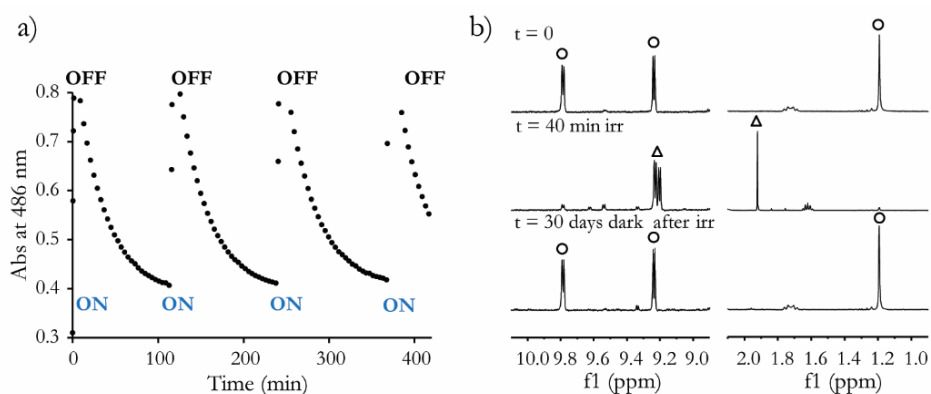 a)
OFF OFF OFF OFF
0.8
0.7
0.6
0.5
0.4
0.3
Abs at 486 nm
ON ON ON ON
0 100 200 300 400
Time (min)
b)
t = 0
t = 40 min irr
t = 30 days dark after irr
10.0 9.8 9.6 9.4 9.2 9.0
f1 (ppm)
2.0 1.8 1.6 1.4 1.2 1.0
f1 (ppm)